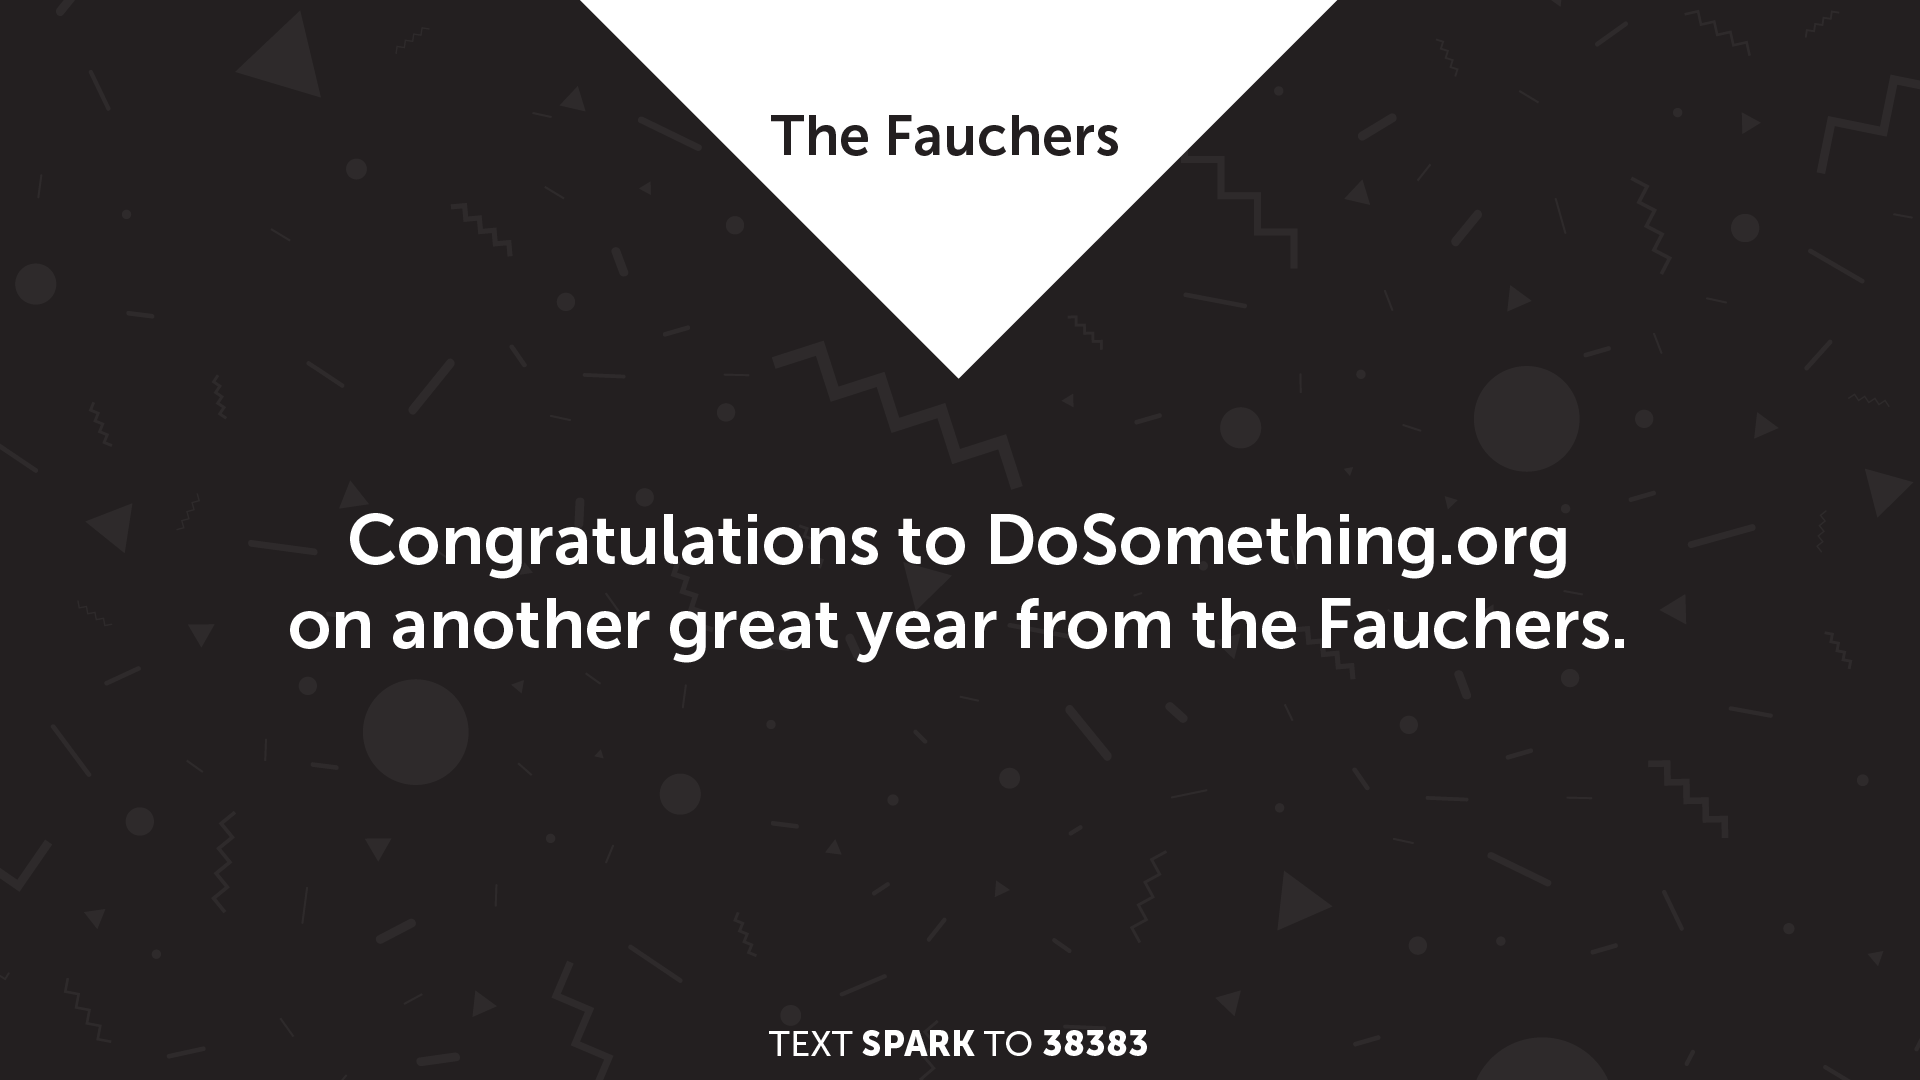 The Fauchers
Congratulations to DoSomething.org
on another great year from the Fauchers.
TEXT SPARK TO 38383